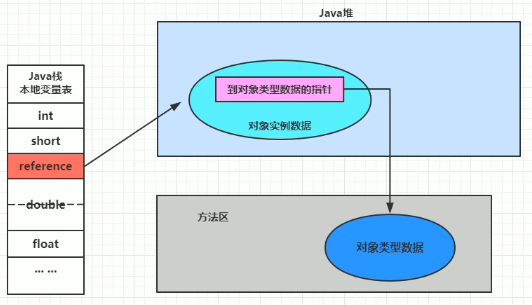 Java堆
Java栈
本地变量表
int
short
reference
double
float
... ...
到对象类型数据的指针
对象实例数据
方法区
对象类型数据